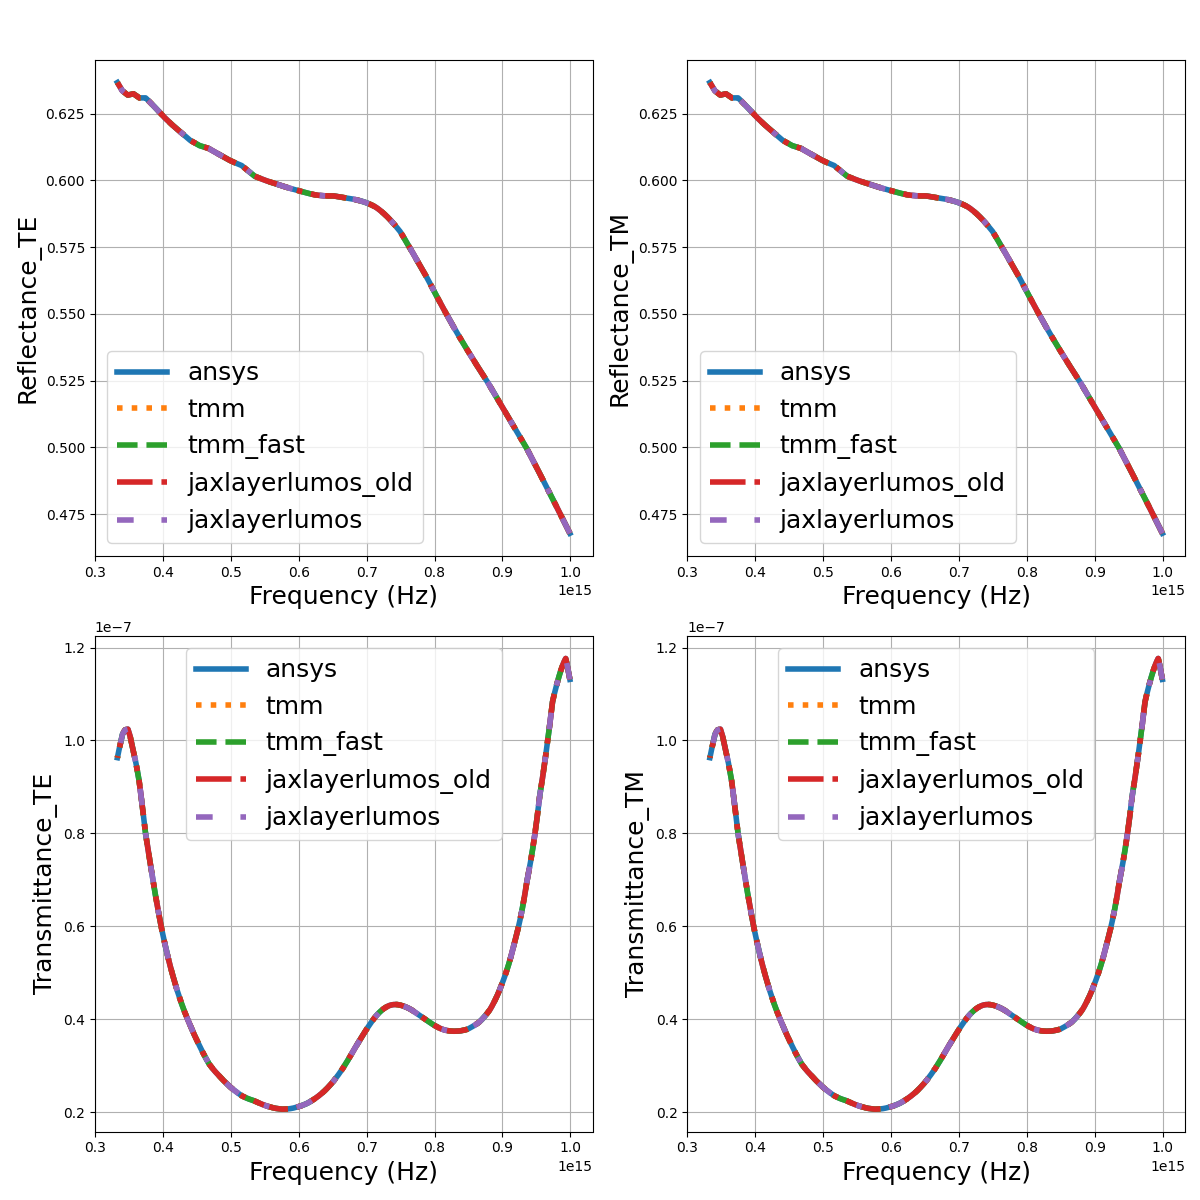 Reflectance_TE
0.625
0.600
0.575
0.550
0.525
0.500
0.475
ansys
tmm
tmm_fast
jaxlayerlumos_old
jaxlayerlumos
0.3 0.4 0.5 0.6 0.7 0.8 0.9 1.0
1e15
Frequency (Hz)
Reflectance_TM
0.625
0.600
0.575
0.550
0.525
0.500
0.475
ansys
tmm
tmm_fast
jaxlayerlumos_old
jaxlayerlumos
0.3 0.4 0.5 0.6 0.7 0.8 0.9 1.0
1e15
Frequency (Hz)
1e−7
Transmittance_TE
1.2
1.0
0.8
0.6
0.4
0.2
ansys
tmm
tmm_fast
jaxlayerlumos_old
jaxlayerlumos
0.3 0.4 0.5 0.6 0.7 0.8 0.9 1.0
1e15
Frequency (Hz)
1e−7
Transmittance_TM
1.2
1.0
0.8
0.6
0.4
0.2
ansys
tmm
tmm_fast
jaxlayerlumos_old
jaxlayerlumos
0.3 0.4 0.5 0.6 0.7 0.8 0.9 1.0
1e15
Frequency (Hz)